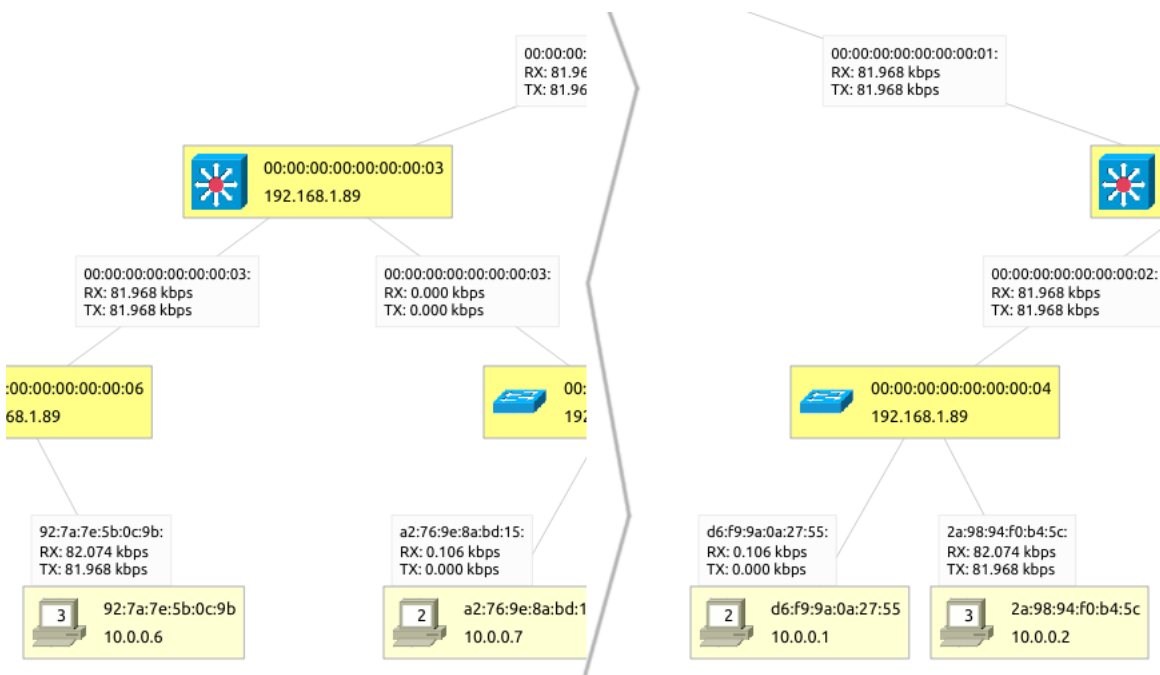 00:00:00:
RX: 81.96
TX: 81.96
00:00:00:00:00:00:00:03
192.168.1.89
00:00:00:00:00:00:00:03:
RX: 81.968 kbps
TX: 81.968 kbps
00:00:00:00:00:00:00:03:
RX: 0.000 kbps
TX: 0.000 kbps
:00:00:00:00:00:00:06
68.1.89
00:
192
92:7a:7e:5b:0c:9b:
RX: 82.074 kbps
TX: 81.968 kbps
a2:76:9e:8a:bd:15:
RX: 0.106 kbps
TX: 0.000 kbps
3
92:7a:7e:5b:0c:9b
10.0.0.6
2
a2:76:9e:8a:bd:1
10.0.0.7
00:00:00:00:00:00:00:01:
RX: 81.968 kbps
TX: 81.968 kbps
00:00:00:00:00:00:00:02:
RX: 81.968 kbps
TX: 81.968 kbps
00:00:00:00:00:00:00:04
192.168.1.89
d6:f9:9a:0a:27:55:
RX: 0.106 kbps
TX: 0.000 kbps
2a:98:94:f0:b4:5c:
RX: 82.074 kbps
TX: 81.968 kbps
2
d6:f9:9a:0a:27:55
10.0.0.1
3
2a:98:94:f0:b4:5c
10.0.0.2